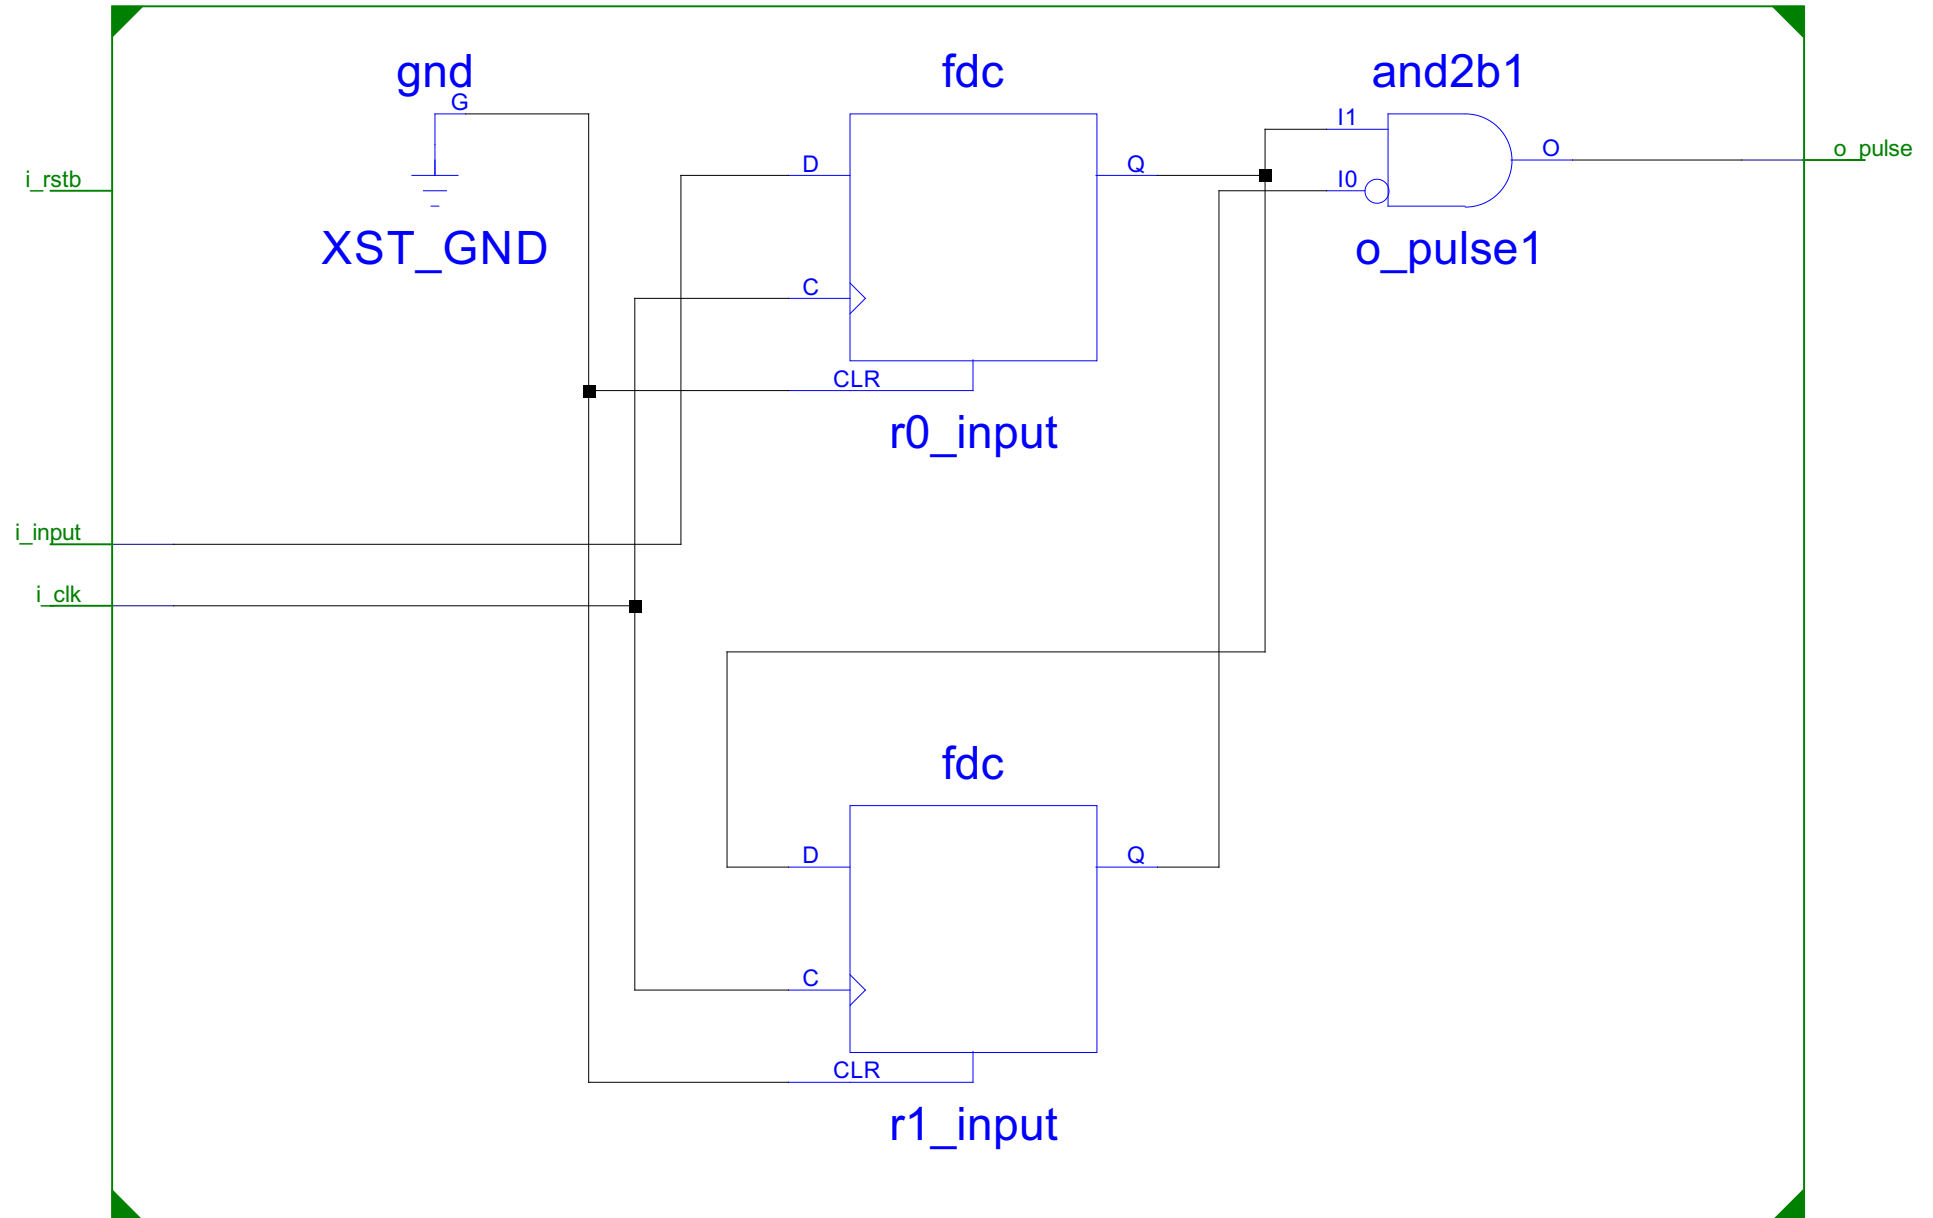 gnd
fdc
and2b1
G
I1
D
Q
O
o_pulse
i_rstb
I0
XST_GND
o_pulse1
C
CLR
r0_input
i_input
i_clk
fdc
D
Q
C
CLR
r1_input